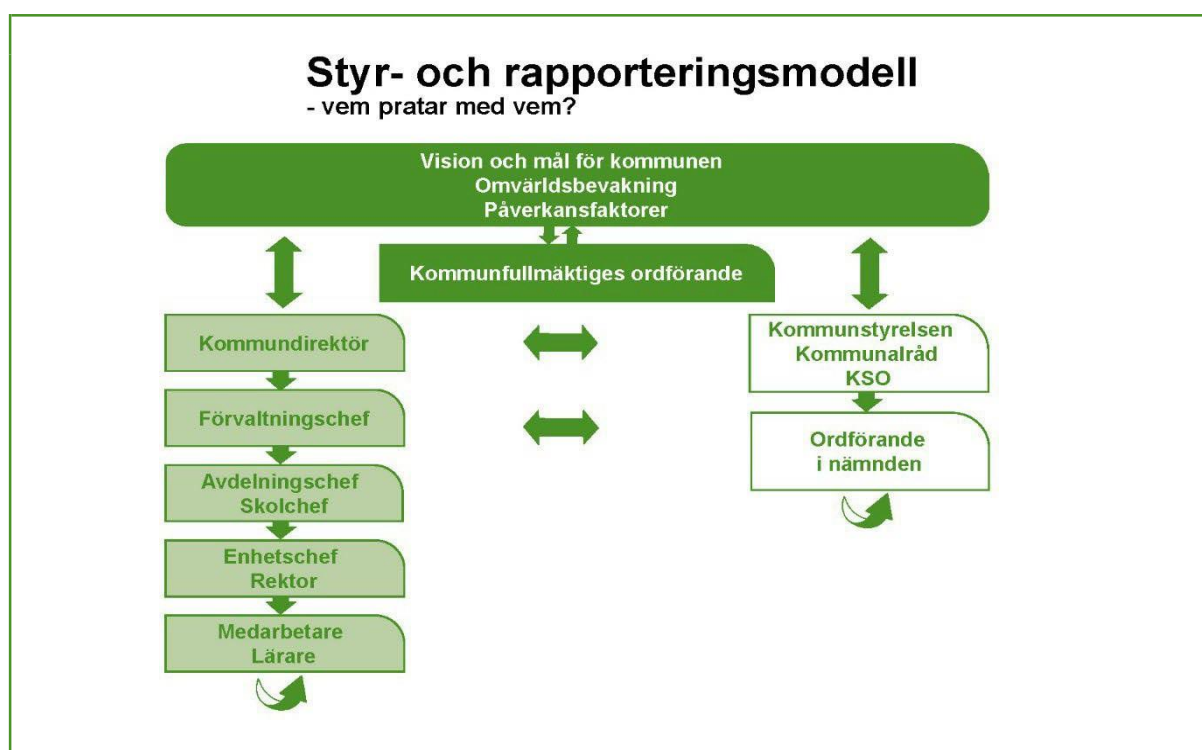 Styr- och rapporteringsmodell
- vem pratar med vem?
Vision och mål för kommunen
Omvärldsbevakning
Påverkansfaktorer
Kommunfullmäktiges ordförande
Kommundirektör
Förvaltningschef
Avdelningschef
Skolchef
Enhetschef
Rektor
Medarbetare
Lärare
Kommunstyrelsen
Kommunalråd
KSO
Ordförande
i nämnden